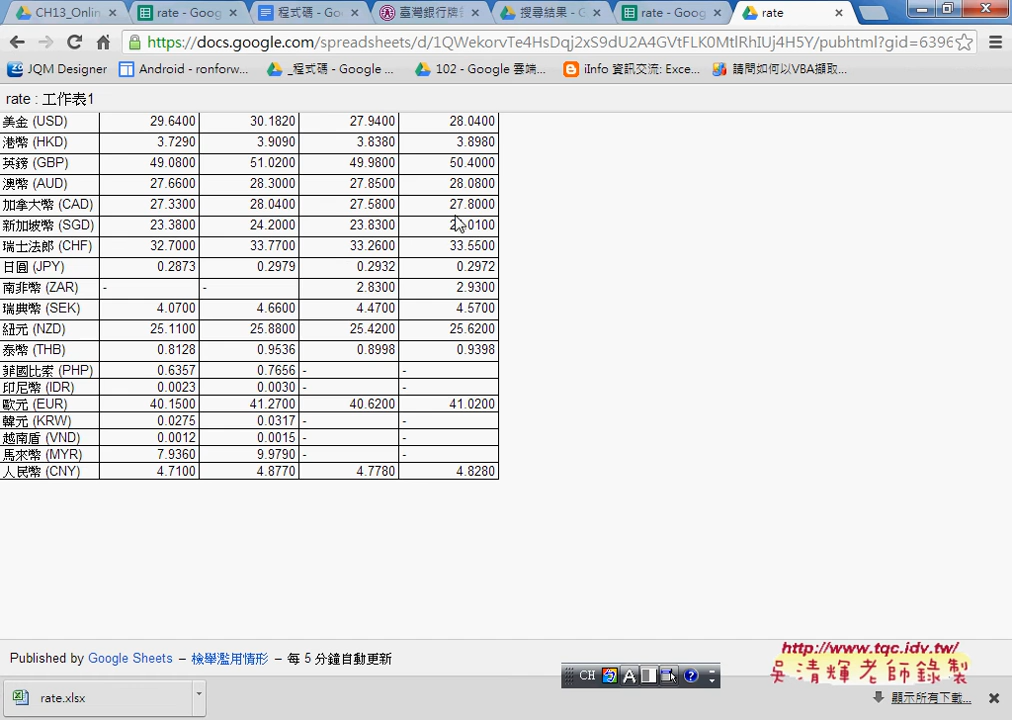 CH13_Onlin
rate - Goog
程式碼 - Go
臺灣銀行牌
搜尋結果 - G
rate - Goog
rate
https://docs.google.com/spreadsheets/d/1QWekorvTe4HsDqj2xS9dU2A4GVtFLK0MtlRhIUj4H5Y/pubhtml?gid=6396
JQM Designer
Android - ronforw...
_程式碼 - Google ...
102 - Google 雲端...
iInfo 資訊交流: Exce...
請問如何以VBA擷取...
rate : 工作表1
美金 (USD) 29.6400 30.1820 27.9400 28.0400
港幣 (HKD) 3.7290 3.9090 3.8380 3.8980
英鎊 (GBP) 49.0800 51.0200 49.9800 50.4000
澳幣 (AUD) 27.6600 28.3000 27.8500 28.0800
加拿大幣 (CAD) 27.3300 28.0400 27.5800 27.8000
新加坡幣 (SGD) 23.3800 24.2000 23.8300 2 .0100
瑞士法郎 (CHF) 32.7000 33.7700 33.2600 33.5500
日圓 (JPY) 0.2873 0.2979 0.2932 0.2972
南非幣 (ZAR) - - 2.8300 2.9300
瑞典幣 (SEK) 4.0700 4.6600 4.4700 4.5700
紐元 (NZD) 25.1100 25.8800 25.4200 25.6200
泰幣 (THB) 0.8128 0.9536 0.8998 0.9398
菲國比索 (PHP) 0.6357 0.7656 - -
印尼幣 (IDR) 0.0023 0.0030 - -
歐元 (EUR) 40.1500 41.2700 40.6200 41.0200
韓元 (KRW) 0.0275 0.0317 - -
越南盾 (VND) 0.0012 0.0015 - -
馬來幣 (MYR) 7.9360 9.9790 - -
人民幣 (CNY) 4.7100 4.8770 4.7780 4.8280
Published by Google Sheets – 檢舉濫用情形 – 每 5 分鐘自動更新
http://www.tqc.idv.tw/
吳清輝老師錄製
CH A
rate.xlsx
顯示所有下載...